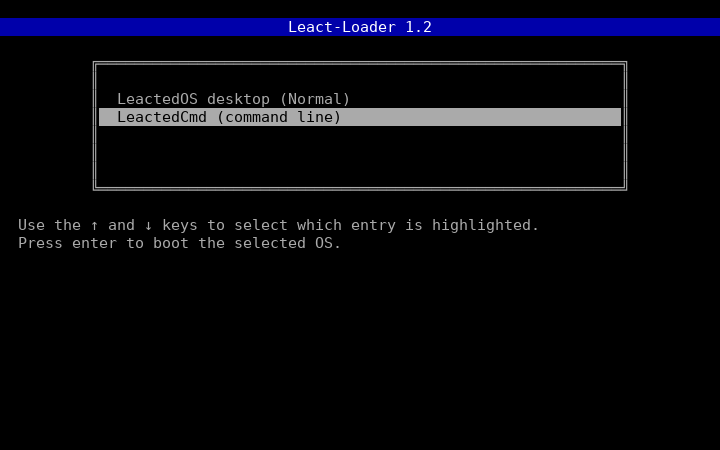 Leact-Loader 1.2
LeactedOS desktop (Normal)
LeactedCmd (command line)
Use the ↑ and ↓ keys to select which entry is highlighted.
Press enter to boot the selected OS.